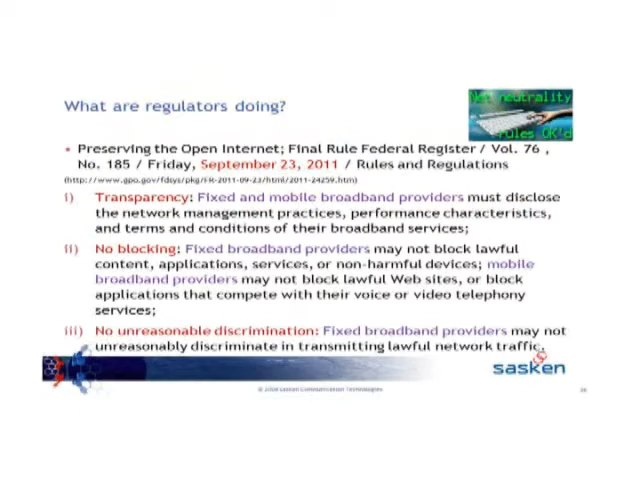 What are regulators doing?
Net neutrality
rules OK'd
Preserving the Open Internet; Final Rule Federal Register / Vol. 76 ,
No. 185 / Friday, September 23, 2011 / Rules and Regulations
(http://www.gpo.gov/fdsys/pkg/FR-2011-09-23/html/2011-24259.htm)
i) Transparency: Fixed and mobile broadband providers must disclose
the network management practices, performance characteristics,
and terms and conditions of their broadband services;
ii) No blocking: Fixed broadband providers may not block lawful
content, applications, services, or non-harmful devices; mobile
broadband providers may not block lawful Web sites, or block
applications that compete with their voice or video telephony
services;
iii) No unreasonable discrimination: Fixed broadband providers may not
unreasonably discriminate in transmitting lawful network traffic.
sasken
© Sasken Communication Technologies